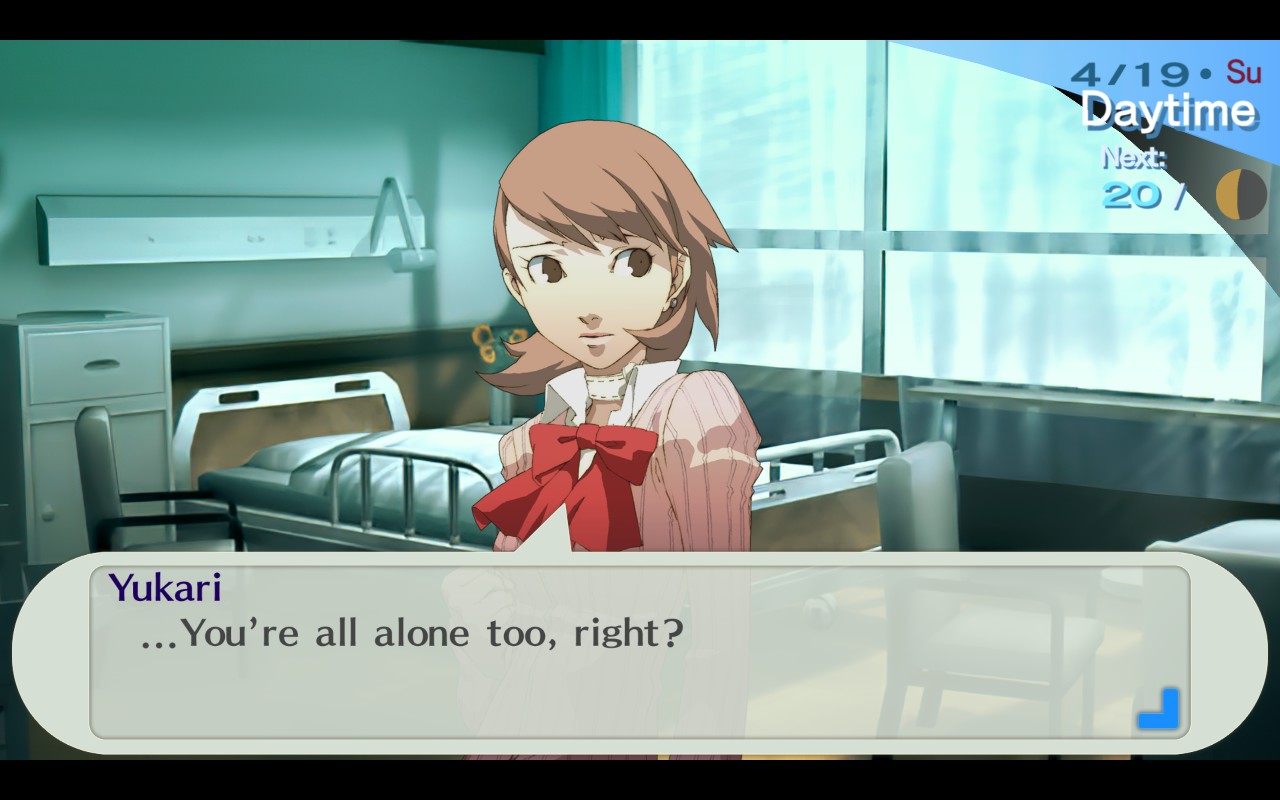 4/19 • Su
Daytime
Next:
20 /
Yukari
...You're all alone too, right?